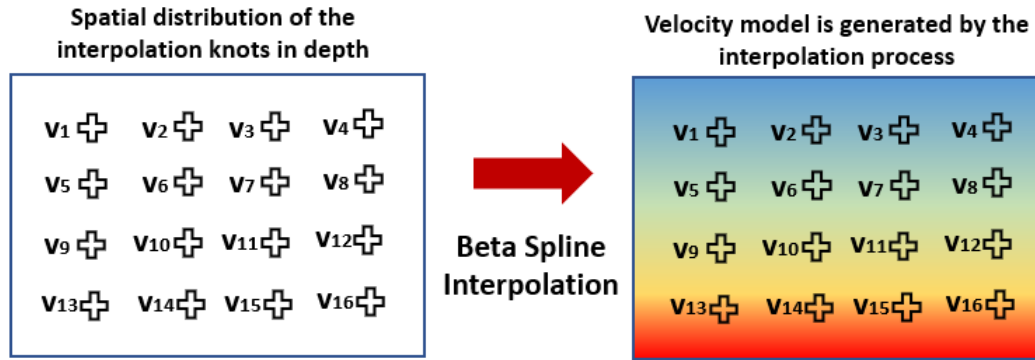 Spatial distribution of the
interpolation knots in depth
V1 V2 V3 V4
V5 V6 V7 V8
V9 V10 V11 V12
V13 V14 V15 V16
Beta Spline
Interpolation
Velocity model is generated by the
interpolation process
V1 V2 V3 V4
V5 V6 V7 V8
V9 V10 V11 V12
V13 V14 V15 V16